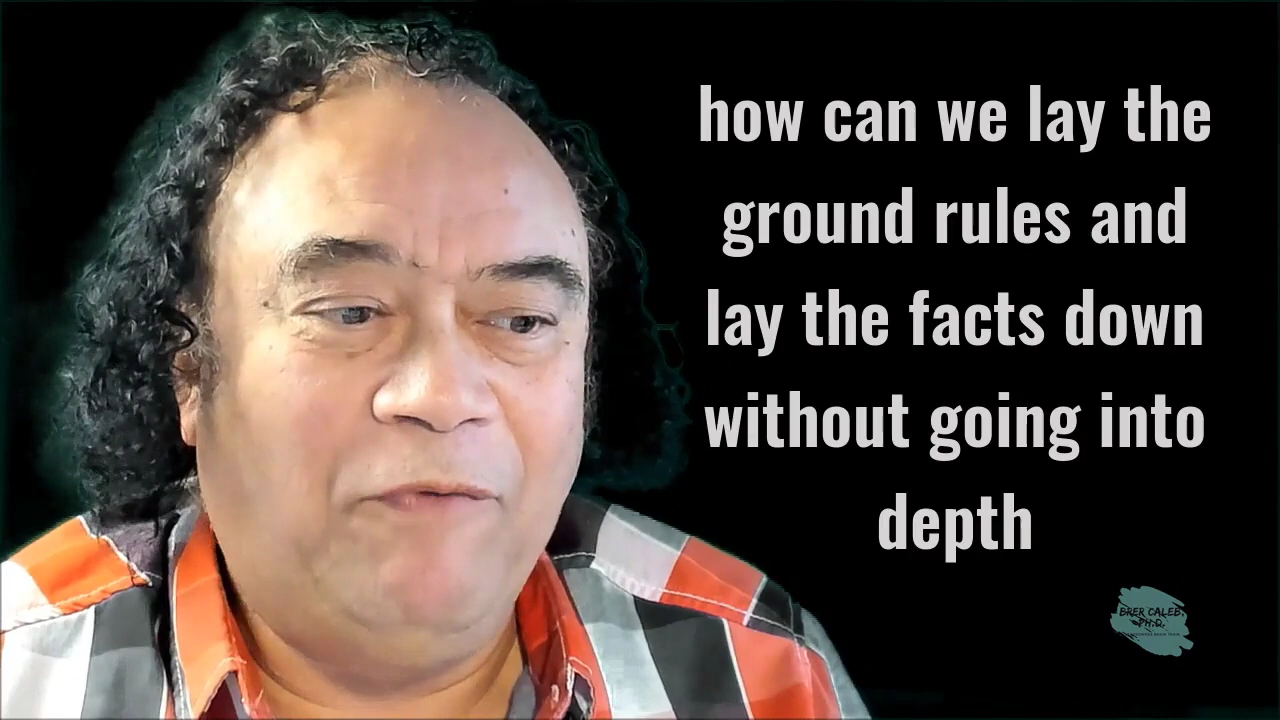 how can we lay the
ground rules and
lay the facts down
without going into
depth
BRER CALEB,
PH.D.